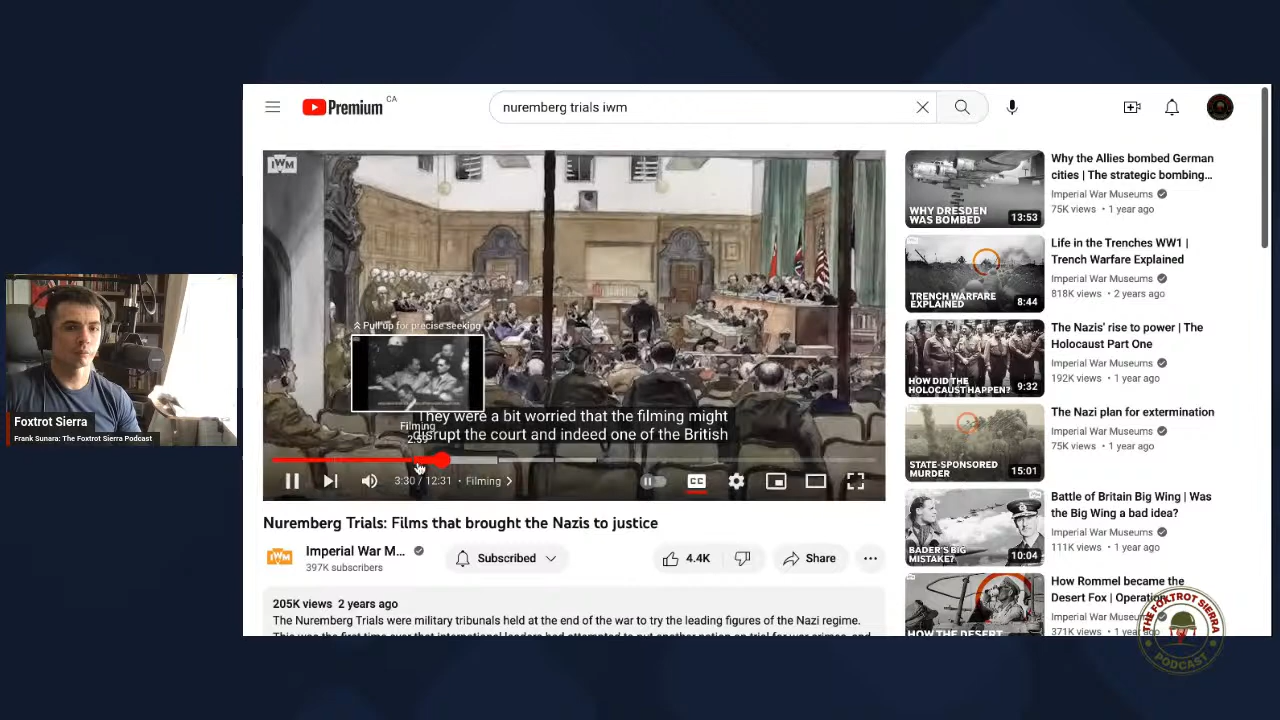 Premium CA
nuremberg trials iwm
IWM
Pull up for precise seeking
They were a bit worried that the filming might
Filming
disrupt the court and indeed one of the British
3:30 / 12:31 • Filming
CC
Nuremberg Trials: Films that brought the Nazis to justice
IWM
Imperial War M...
397K subscribers
Subscribed
4.4K
Share
205K views 2 years ago
The Nuremberg Trials were military tribunals held at the end of the war to try the leading figures of the Nazi regime.
WHY DRESDEN
WAS BOMBED
13:53
Why the Allies bombed German
cities | The strategic bombing...
Imperial War Museums
75K views • 1 year ago
TRENCH WARFARE
EXPLAINED
8:44
Life in the Trenches WW1 |
Trench Warfare Explained
Imperial War Museums
818K views • 2 years ago
HOW DID THE
HOLOCAUST HAPPEN?
9:32
The Nazis' rise to power | The
Holocaust Part One
Imperial War Museums
192K views • 1 year ago
STATE-SPONSORED
MURDER
15:01
The Nazi plan for extermination
Imperial War Museums
75K views • 1 year ago
BADER'S BIG
MISTAKE?
10:04
Battle of Britain Big Wing | Was
the Big Wing a bad idea?
Imperial War Museums
111K views • 1 year ago
HOW THE DESERT
How Rommel became the
Desert Fox | Operation
Imperial War Museums
371K views • 1 year ago
Foxtrot Sierra
Frank Sunara: The Foxtrot Sierra Podcast
THE FOXTROT SIERRA
PODCAST